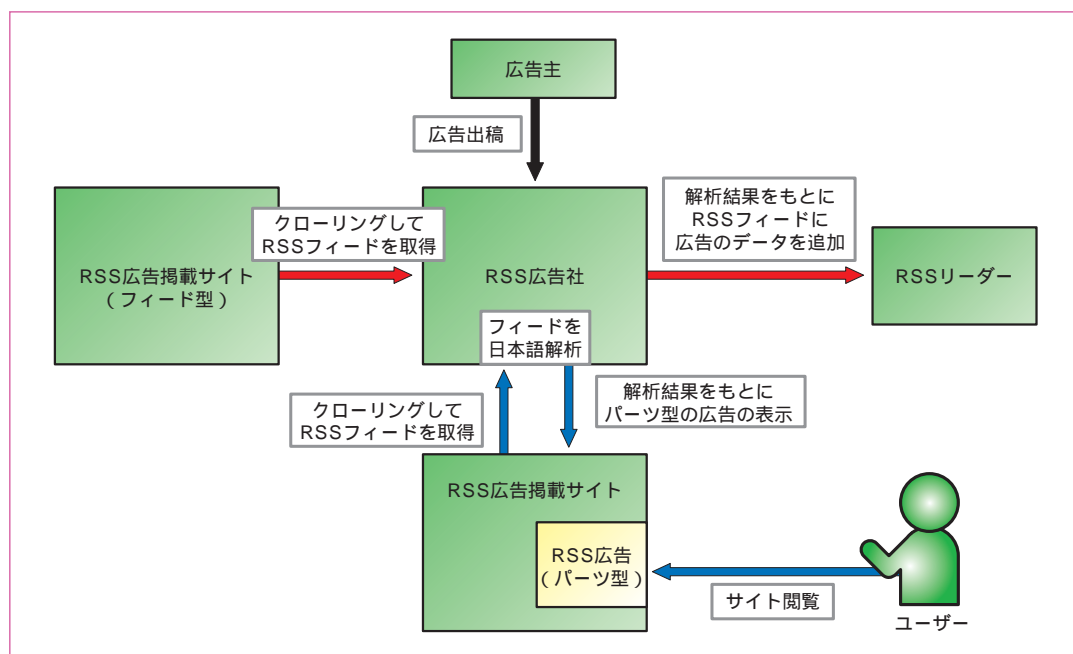 広告主
広告出稿
クローリングして
RSSフィードを取得
解析結果をもとに
RSSフィードに
広告のデータを追加
RSS広告掲載サイト
(フィード型)
RSS広告社
RSSリーダー
フィードを
日本語解析
クローリングして
RSSフィードを取得
解析結果をもとに
パーツ型の広告の表示
RSS広告掲載サイト
RSS広告
(パーツ型)
サイト閲覧
ユーザー